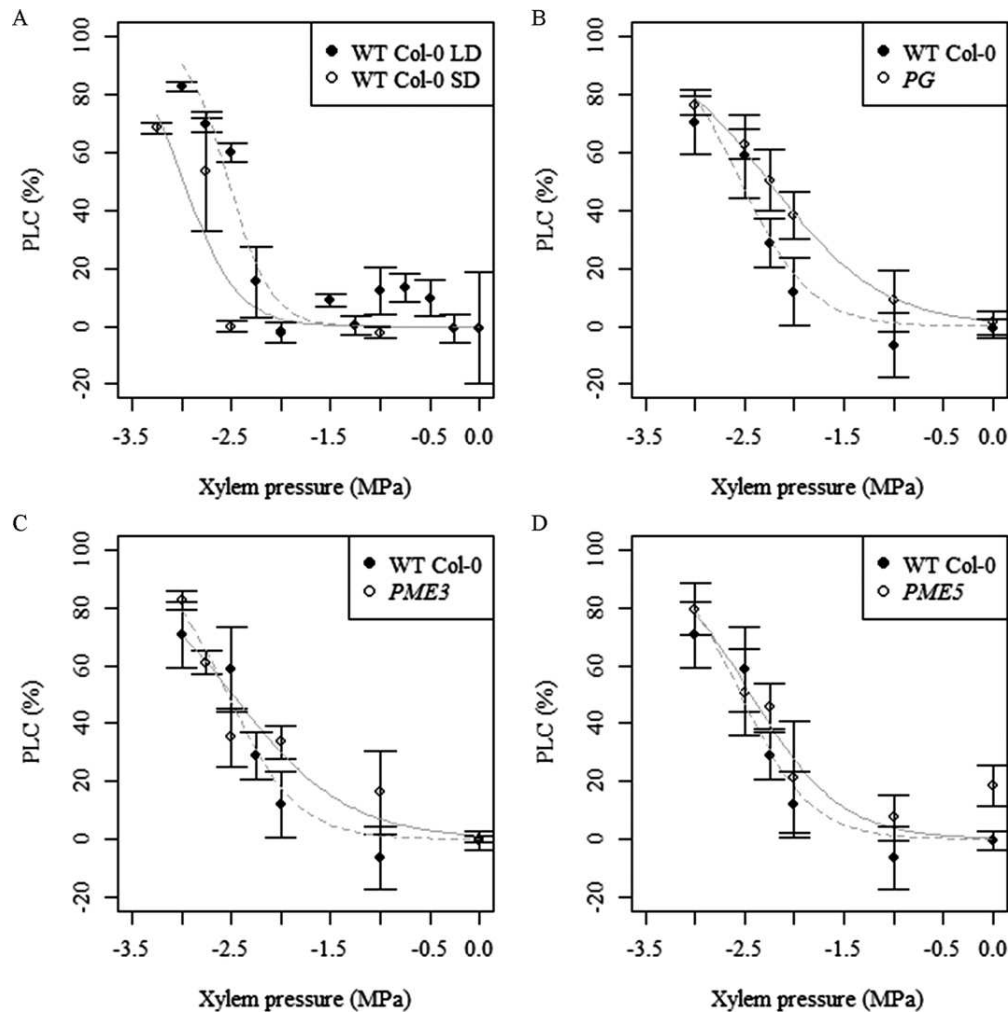 A
100
80
60
40
20
0
-20
PLC (%)
WT Col-0 LD
WT Col-0 SD
-3.5 -2.5 -1.5 -0.5 0.0
Xylem pressure (MPa)
B
100
80
60
40
20
0
-20
PLC (%)
WT Col-0
PG
-3.5 -2.5 -1.5 -0.5 0.0
Xylem pressure (MPa)
C
100
80
60
40
20
0
-20
PLC (%)
WT Col-0
PME3
-3.5 -2.5 -1.5 -0.5 0.0
Xylem pressure (MPa)
D
100
80
60
40
20
0
-20
PLC (%)
WT Col-0
PME5
-3.5 -2.5 -1.5 -0.5 0.0
Xylem pressure (MPa)